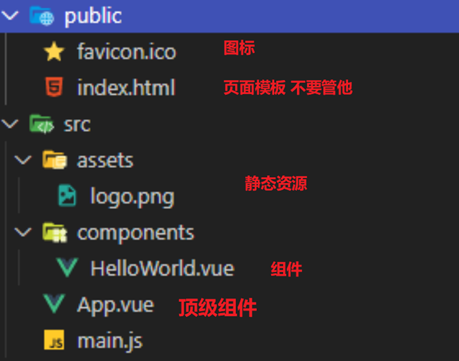 public
favicon.ico 图标
index.html 页面模板 不要管他
src
assets
静态资源
logo.png
components
HelloWorld.vue 组件
App.vue 顶级组件
JS main.js